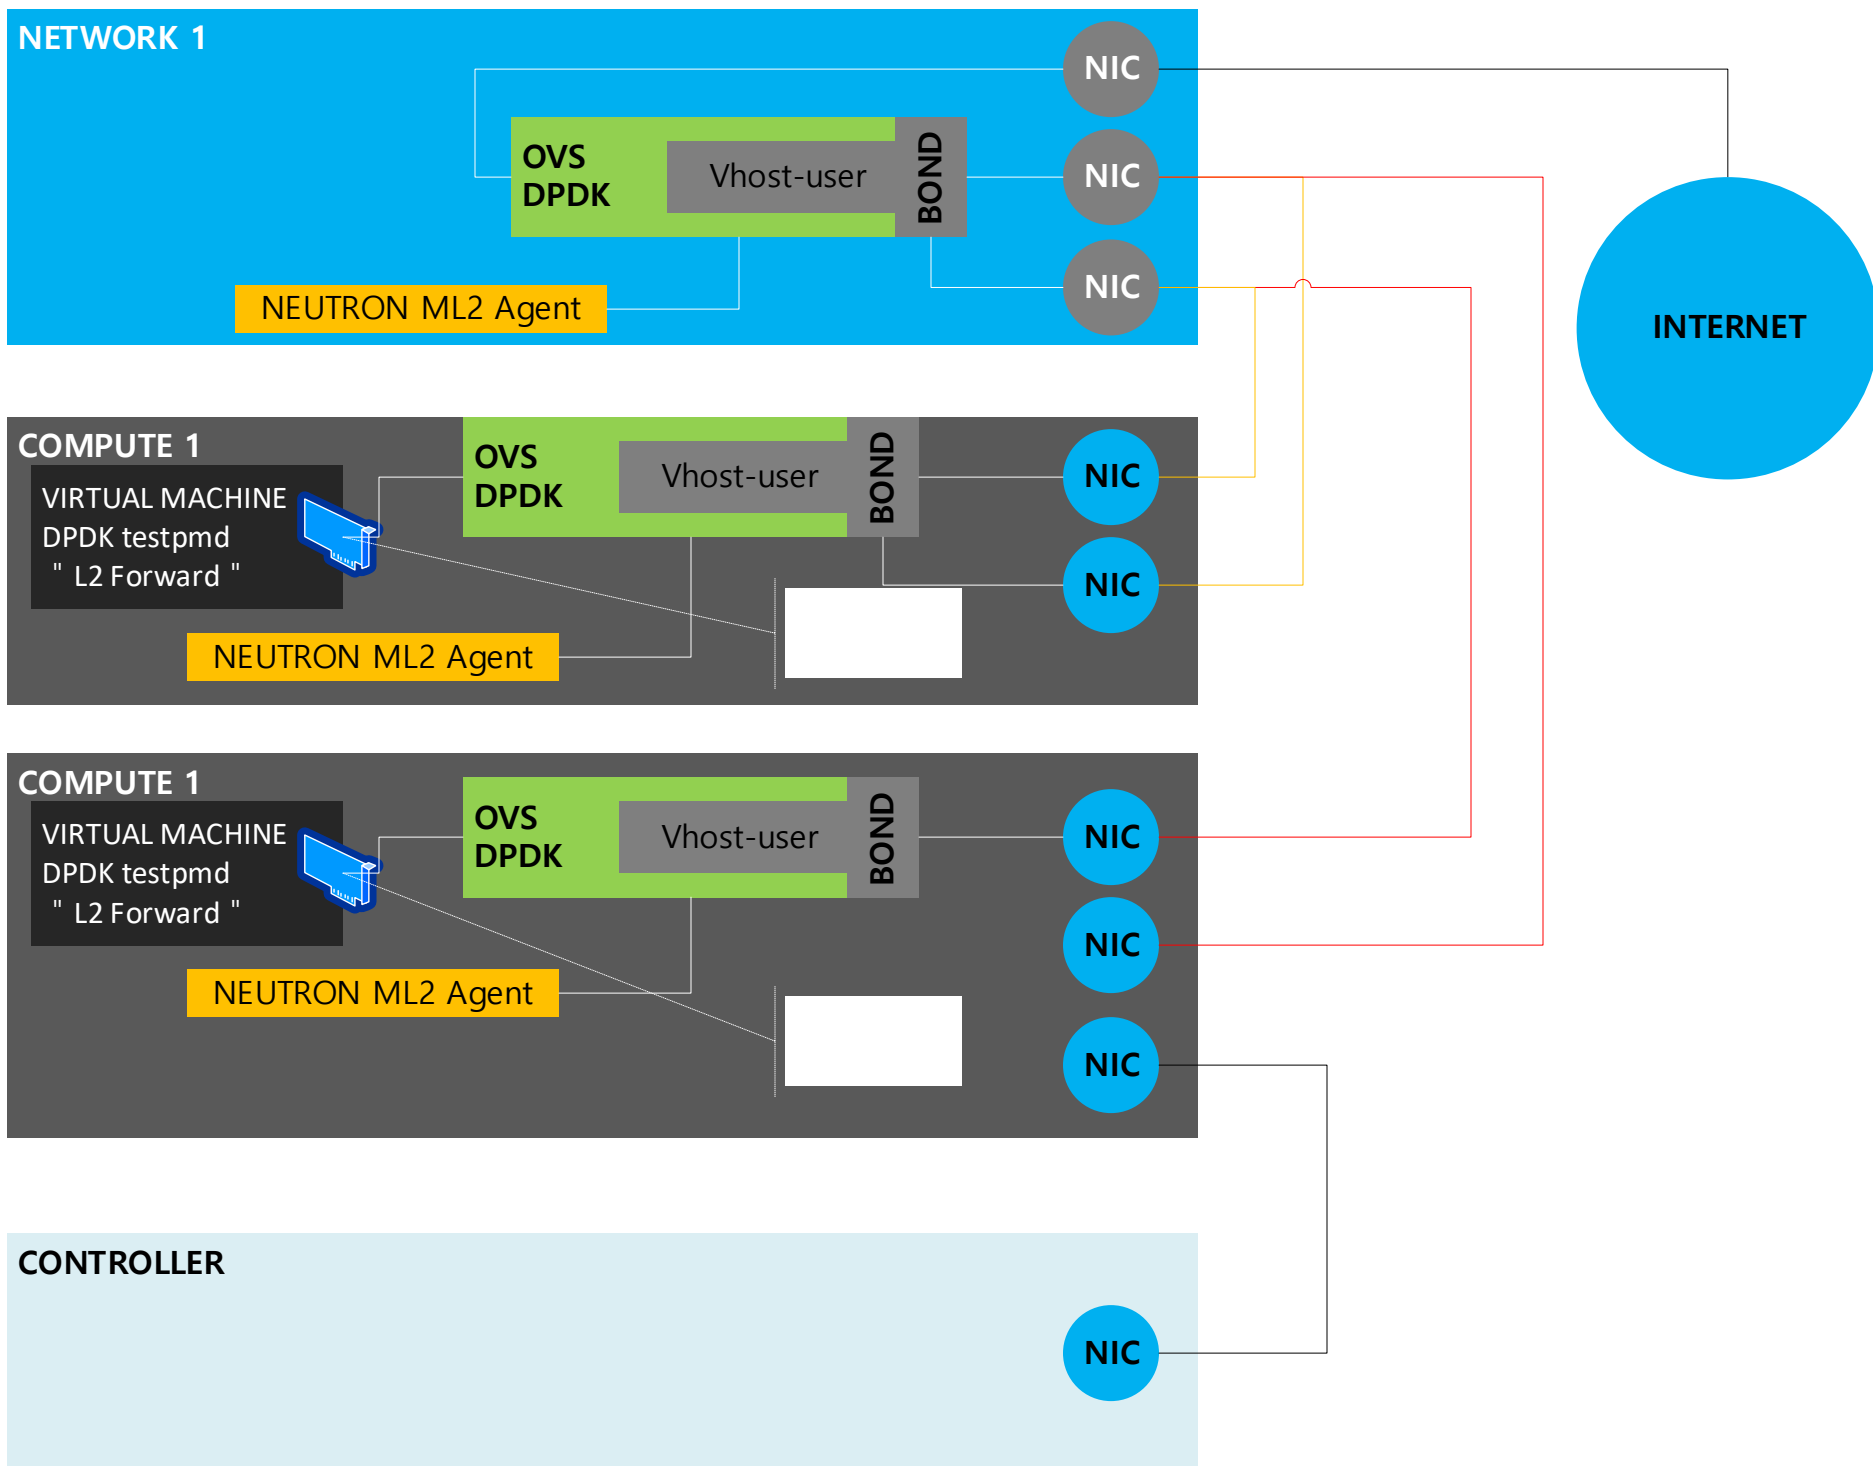 NETWORK 1
NIC
OVS
DPDK
Vhost-user
BOND
NIC
NIC
NEUTRON ML2 Agent
INTERNET
COMPUTE 1
VIRTUAL MACHINE
DPDK testpmd
" L2 Forward "
OVS
DPDK
Vhost-user
BOND
NIC
NIC
NEUTRON ML2 Agent
COMPUTE 1
VIRTUAL MACHINE
DPDK testpmd
" L2 Forward "
OVS
DPDK
Vhost-user
BOND
NIC
NIC
NEUTRON ML2 Agent
NIC
CONTROLLER
NIC